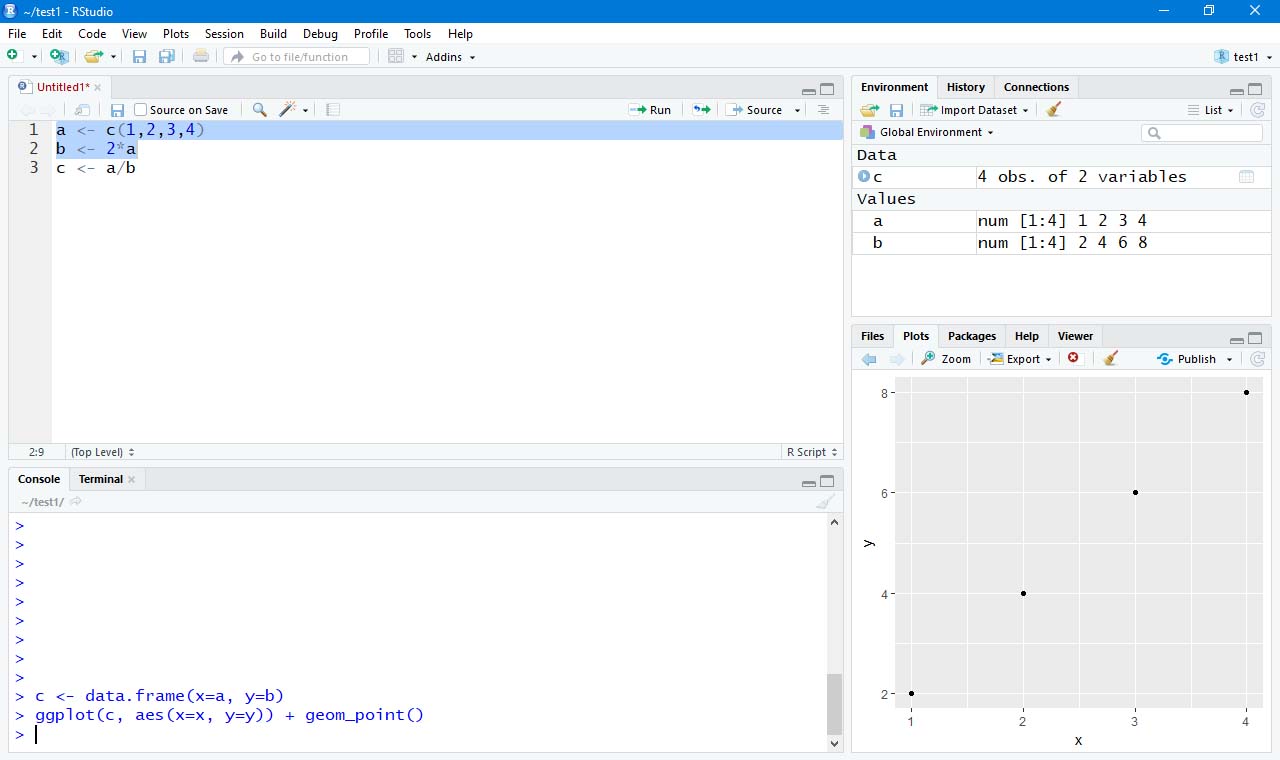 ~/test1 - RStudio
File Edit Code View Plots Session Build Debug Profile Tools Help
Go to file/function Addins test1
Untitled1*
Source on Save Run Source
1 a <- c(1,2,3,4)
2 b <- 2*a
3 c <- a/b
2:9 (Top Level) R Script
Console Terminal
~/test1/
>
>
>
>
>
>
>
>
>
> c <- data.frame(x=a, y=b)
> ggplot(c, aes(x=x, y=y)) + geom_point()
>
Environment History Connections
Import Dataset List
Global Environment
Data
c 4 obs. of 2 variables
Values
a num [1:4] 1 2 3 4
b num [1:4] 2 4 6 8
Files Plots Packages Help Viewer
Zoom Export Publish
8
6
y
4
2
1 2 3 4
x